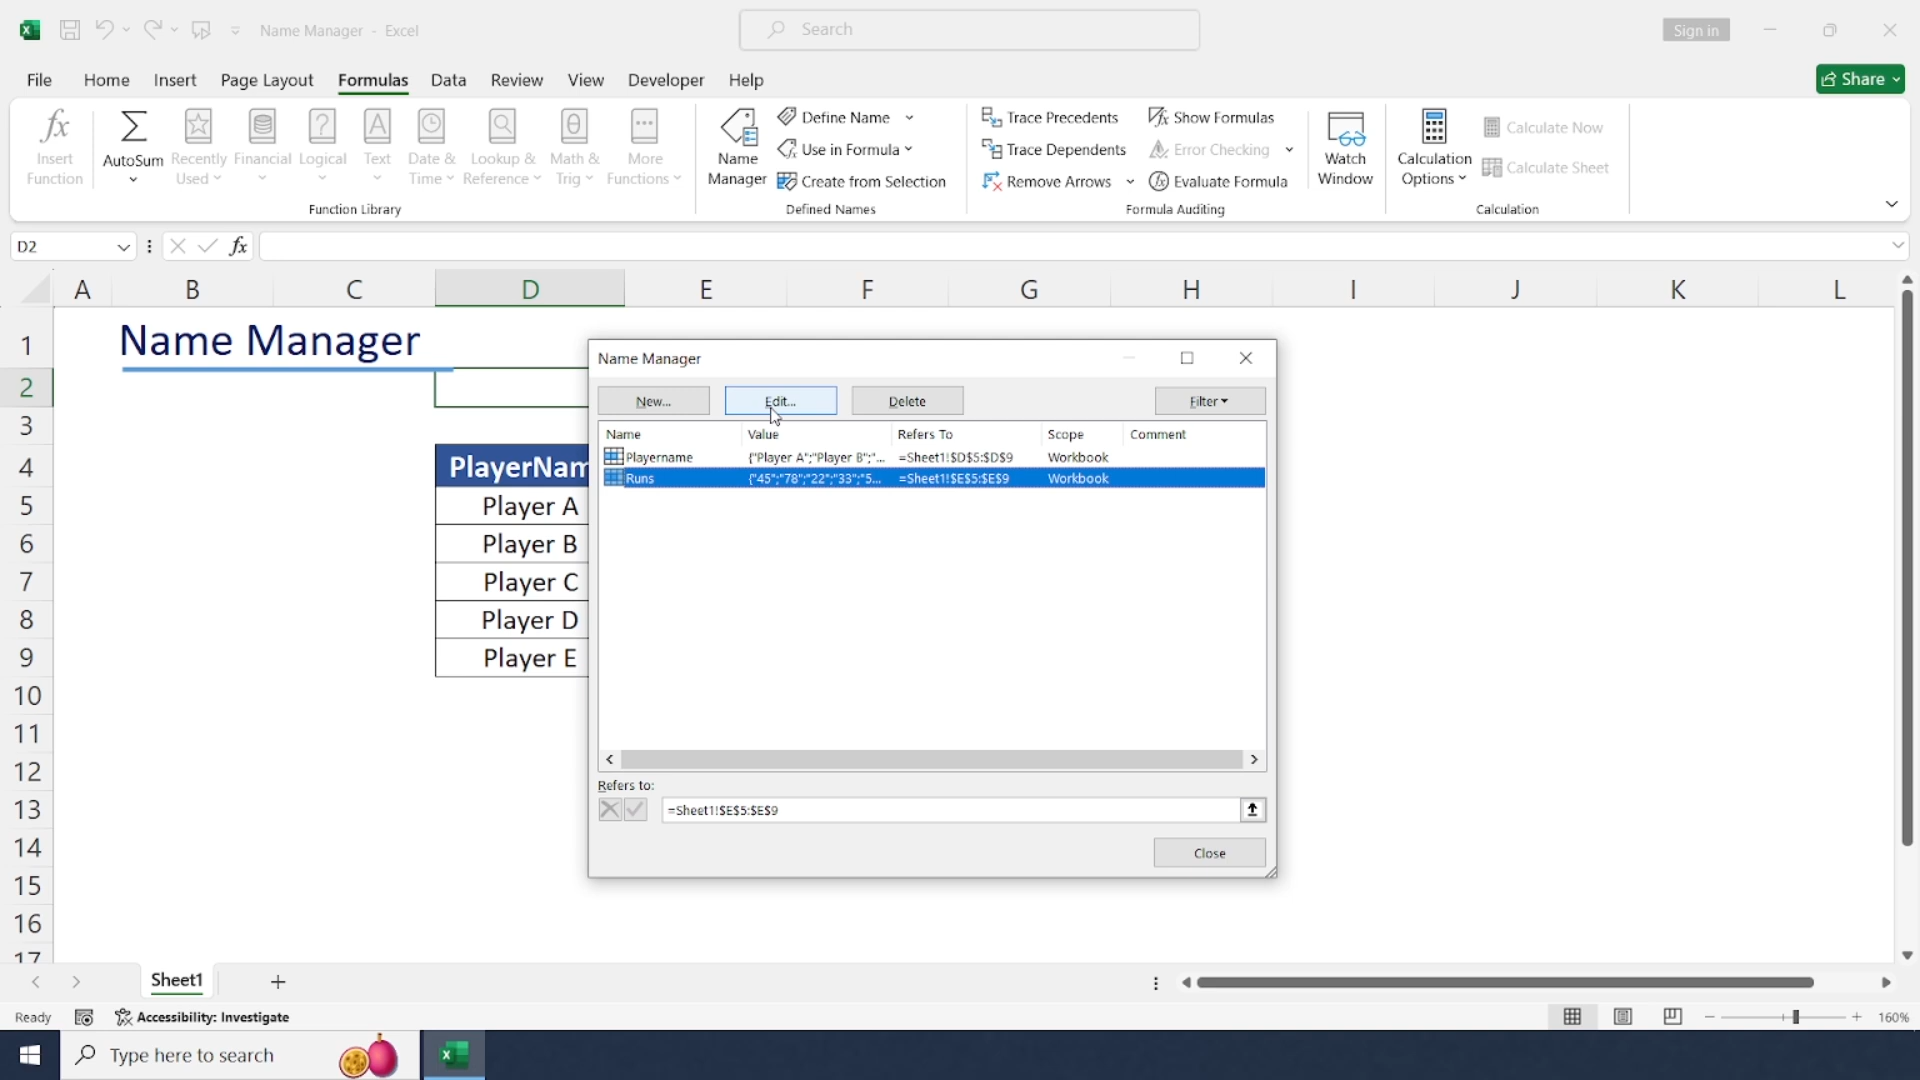 Name Manager - Excel
Search
Sign in
File Home Insert Page Layout Formulas Data Review View Developer Help
Share
Insert Function
AutoSum
Recently Used
Financial
Logical
Text
Date & Time
Lookup & Reference
Math & Trig
More Functions
Function Library
Name Manager
Define Name
Use in Formula
Create from Selection
Defined Names
Trace Precedents
Trace Dependents
Remove Arrows
Show Formulas
Error Checking
Evaluate Formula
Formula Auditing
Watch Window
Calculation Options
Calculate Now
Calculate Sheet
Calculation
D2
fx
A B C D E F G H I J K L
1 Name Manager
2
3
4 PlayerNam
5 Player A
6 Player B
7 Player C
8 Player D
9 Player E
10
11
12
13
14
15
16
17
Name Manager
New... Edit... Delete Filter
Name Value Refers To Scope Comment
Playername {"Player A";"Player B";"... =Sheet1!$D$5:$D$9 Workbook
Runs {"45";"78";"22";"33";"5... =Sheet1!$E$5:$E$9 Workbook
Refers to:
=Sheet1!$E$5:$E$9
Close
Sheet1
Ready
Accessibility: Investigate
160%
Type here to search